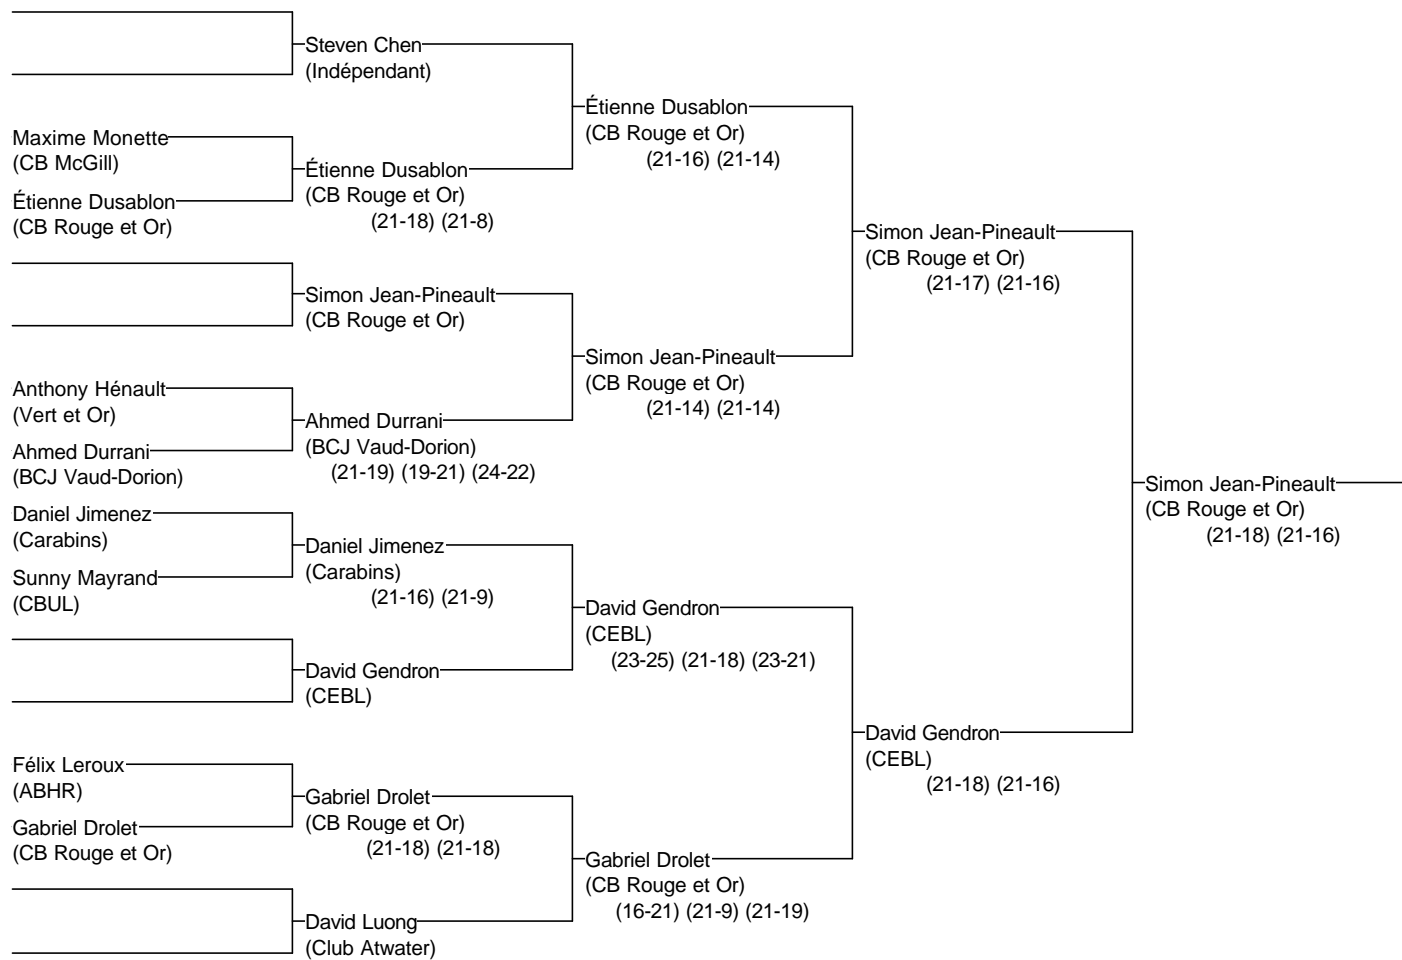 Steven Chen
(Indépendant)
Étienne Dusablon
(CB Rouge et Or)
(21-16) (21-14)
Maxime Monette
(CB McGill)
Étienne Dusablon
(CB Rouge et Or)
(21-18) (21-8)
Étienne Dusablon
(CB Rouge et Or)
Simon Jean-Pineault
(CB Rouge et Or)
(21-17) (21-16)
Simon Jean-Pineault
(CB Rouge et Or)
Simon Jean-Pineault
(CB Rouge et Or)
(21-14) (21-14)
Anthony Hénault
(Vert et Or)
Ahmed Durrani
(BCJ Vaud-Dorion)
(21-19) (19-21) (24-22)
Ahmed Durrani
(BCJ Vaud-Dorion)
Simon Jean-Pineault
(CB Rouge et Or)
(21-18) (21-16)
Daniel Jimenez
(Carabins)
Daniel Jimenez
(Carabins)
(21-16) (21-9)
Sunny Mayrand
(CBUL)
David Gendron
(CEBL)
(23-25) (21-18) (23-21)
David Gendron
(CEBL)
David Gendron
(CEBL)
(21-18) (21-16)
Félix Leroux
(ABHR)
Gabriel Drolet
(CB Rouge et Or)
(21-18) (21-18)
Gabriel Drolet
(CB Rouge et Or)
Gabriel Drolet
(CB Rouge et Or)
(16-21) (21-9) (21-19)
David Luong
(Club Atwater)